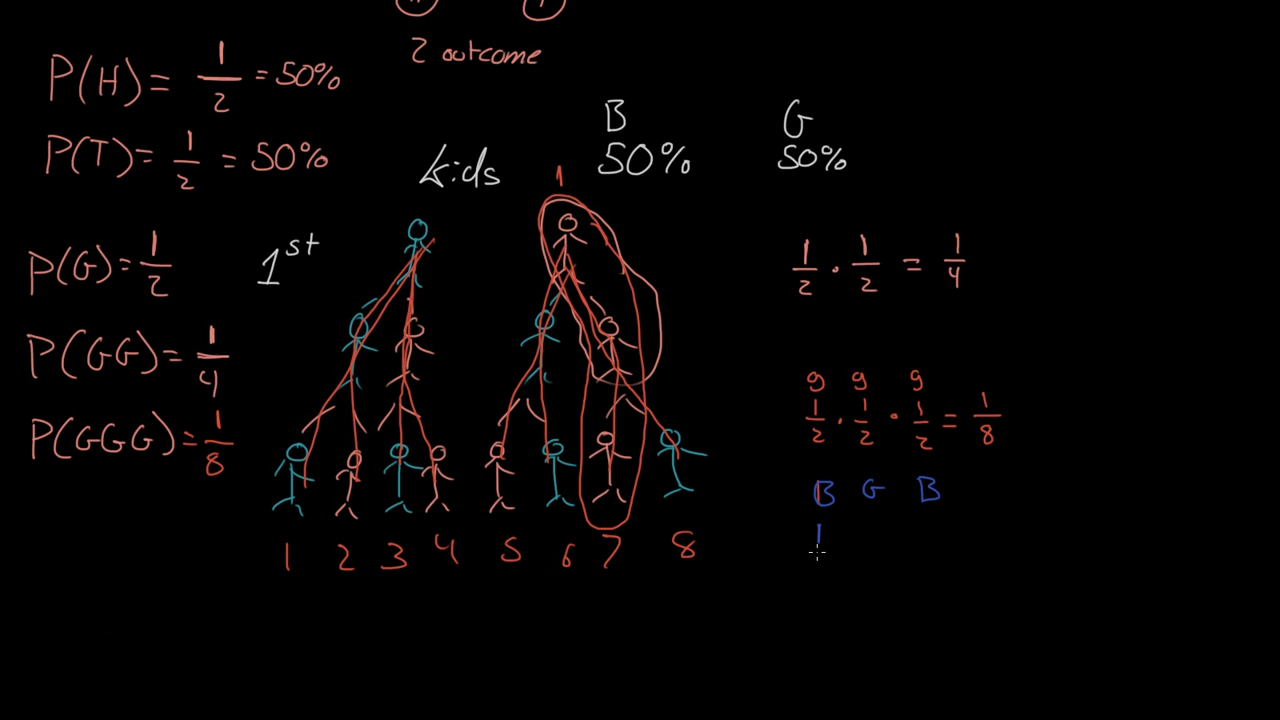 2 outcome
P(H) = 1/2 = 50%
P(T) = 1/2 = 50%
B G
kids 50% 50%
1
P(G) = 1/2
1st
1/2 · 1/2 = 1/4
P(GG) = 1/4
g g g
P(GGG) = 1/8
1/2 · 1/2 · 1/2 = 1/8
B G B
1
1 2 3 4 5 6 7 8